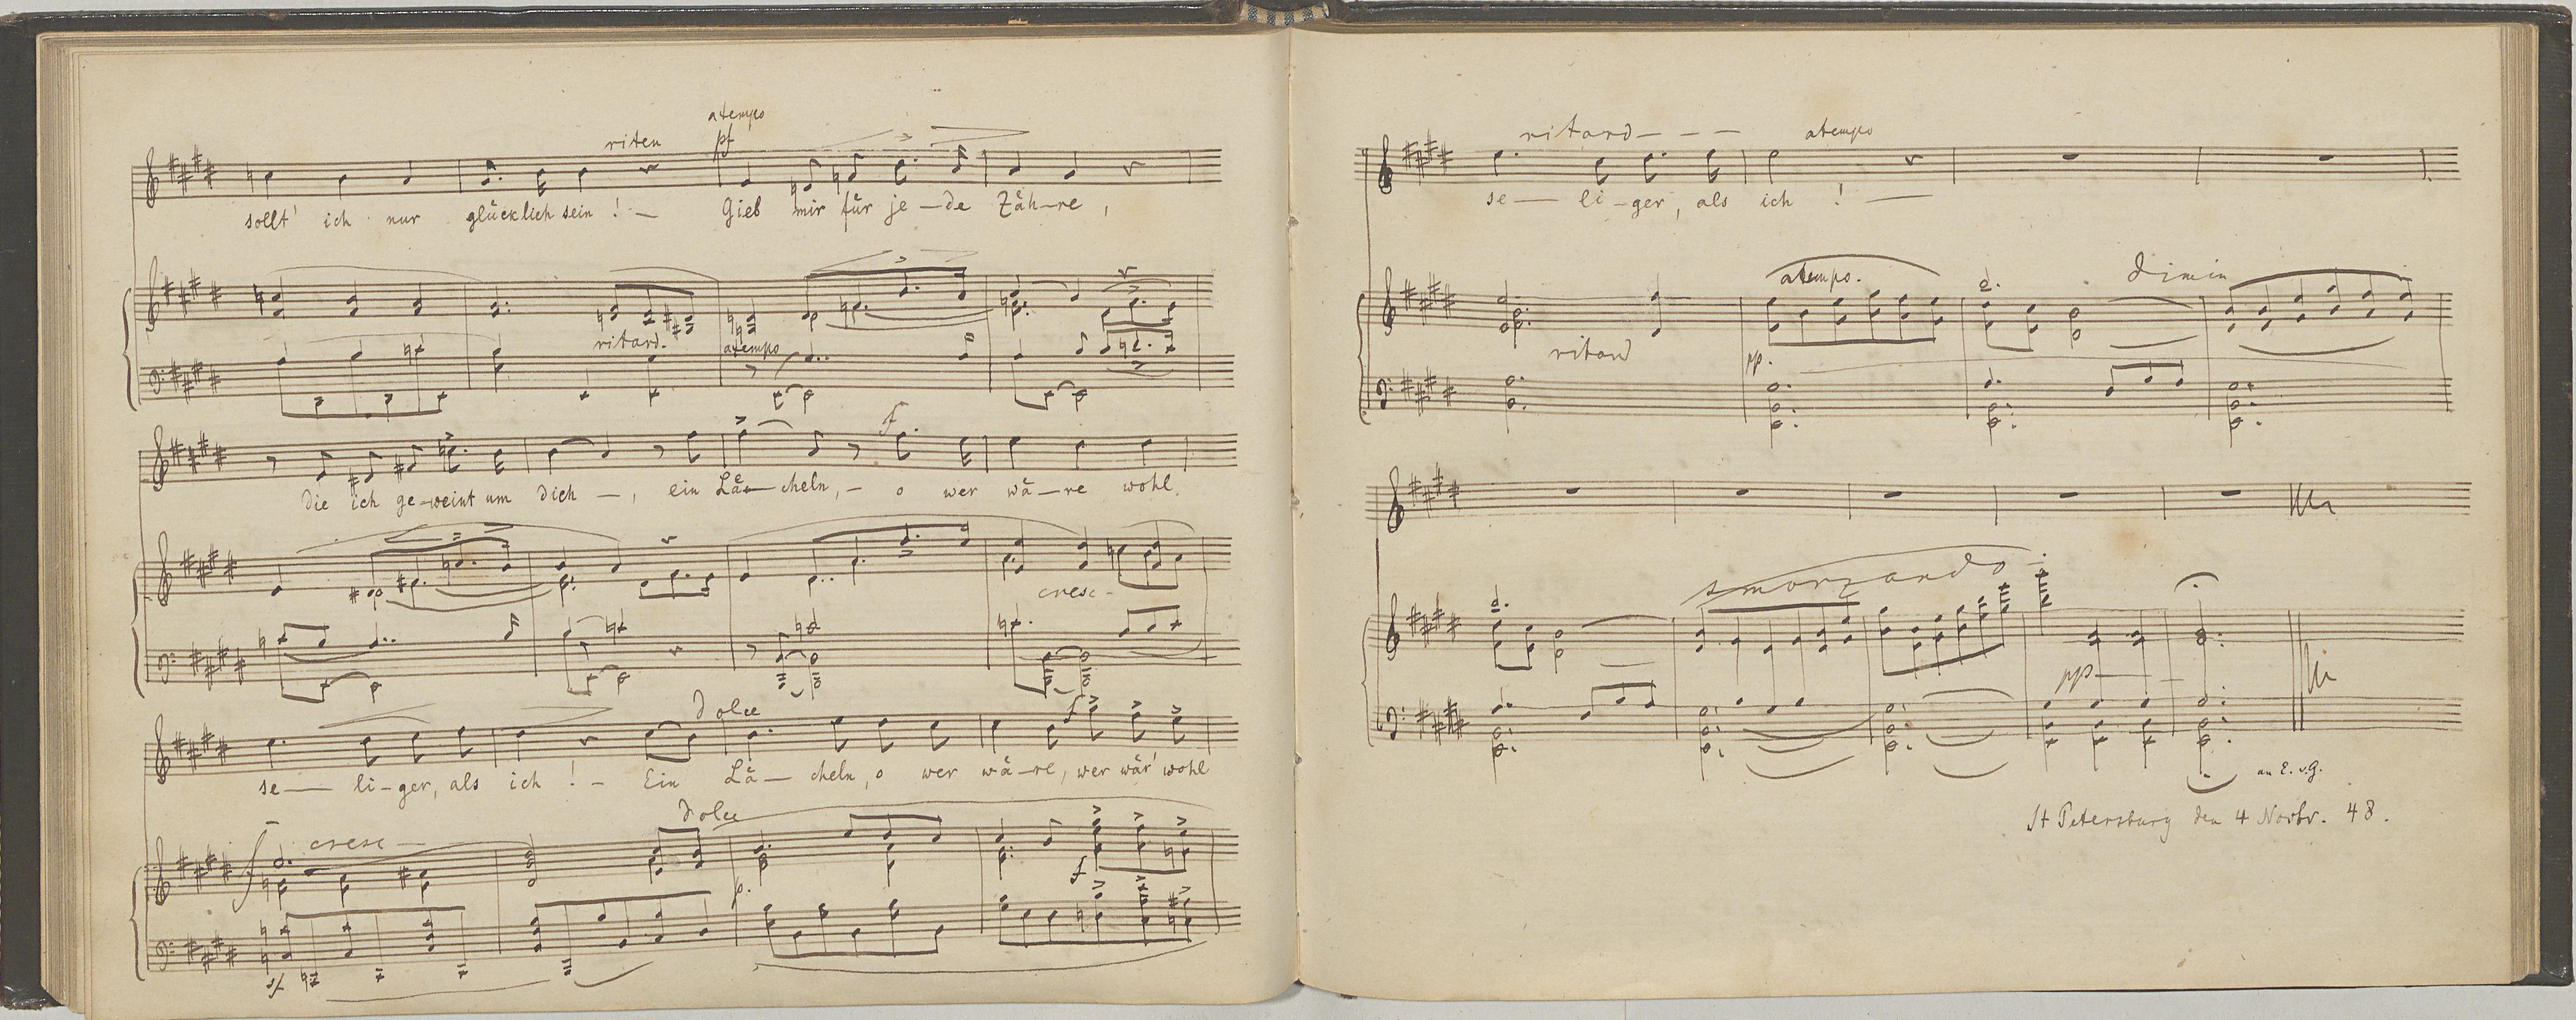 atempo
riten pf
sollt' ich nur glücklich sein ! — Gieb mir für je — de Zäh — re ,
ritard. atempo
f
die ich ge — weint um dich — , ein Lä — cheln , — o wer wä — re wohl
cresc -
dolce f
se — li — ger, als ich ! — Ein Lä — cheln , o wer wä — re, wer wär' wohl
dolce
f cresc —
p. f
sf
ritard - - - atempo
se — li — ger, als ich ! —
atempo. dimin
ritard pp.
smorzando
pp
an E. v. G.
St Petersburg den 4 Novbr. 48.